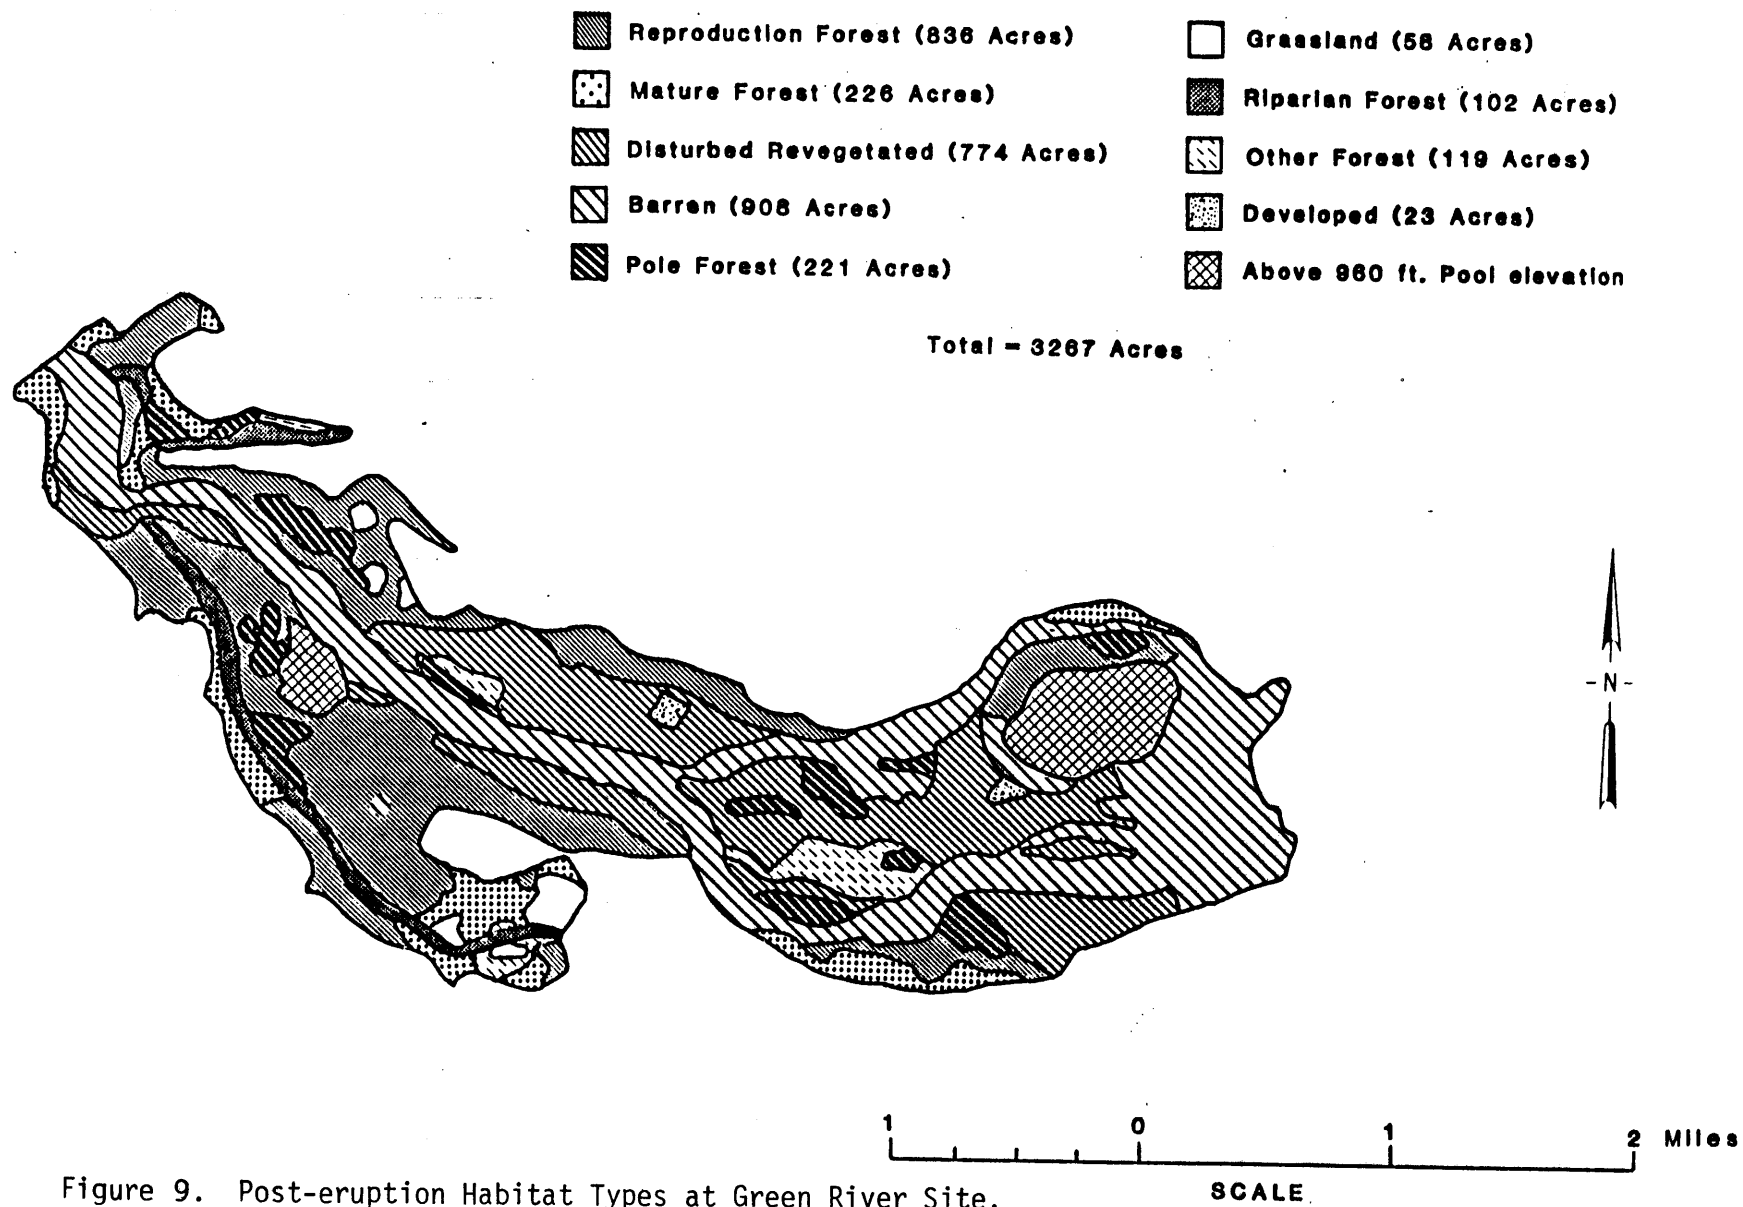 Reproduction Forest (836 Acres)
Mature Forest (226 Acres)
Disturbed Revegetated (774 Acres)
Barren (908 Acres)
Pole Forest (221 Acres)
Grassland (58 Acres)
Riparian Forest (102 Acres)
Other Forest (119 Acres)
Developed (23 Acres)
Above 960 ft. Pool elevation
Total = 3267 Acres
-N-
1 0 1 2 Miles
SCALE
Figure 9. Post-eruption Habitat Types at Green River Site.